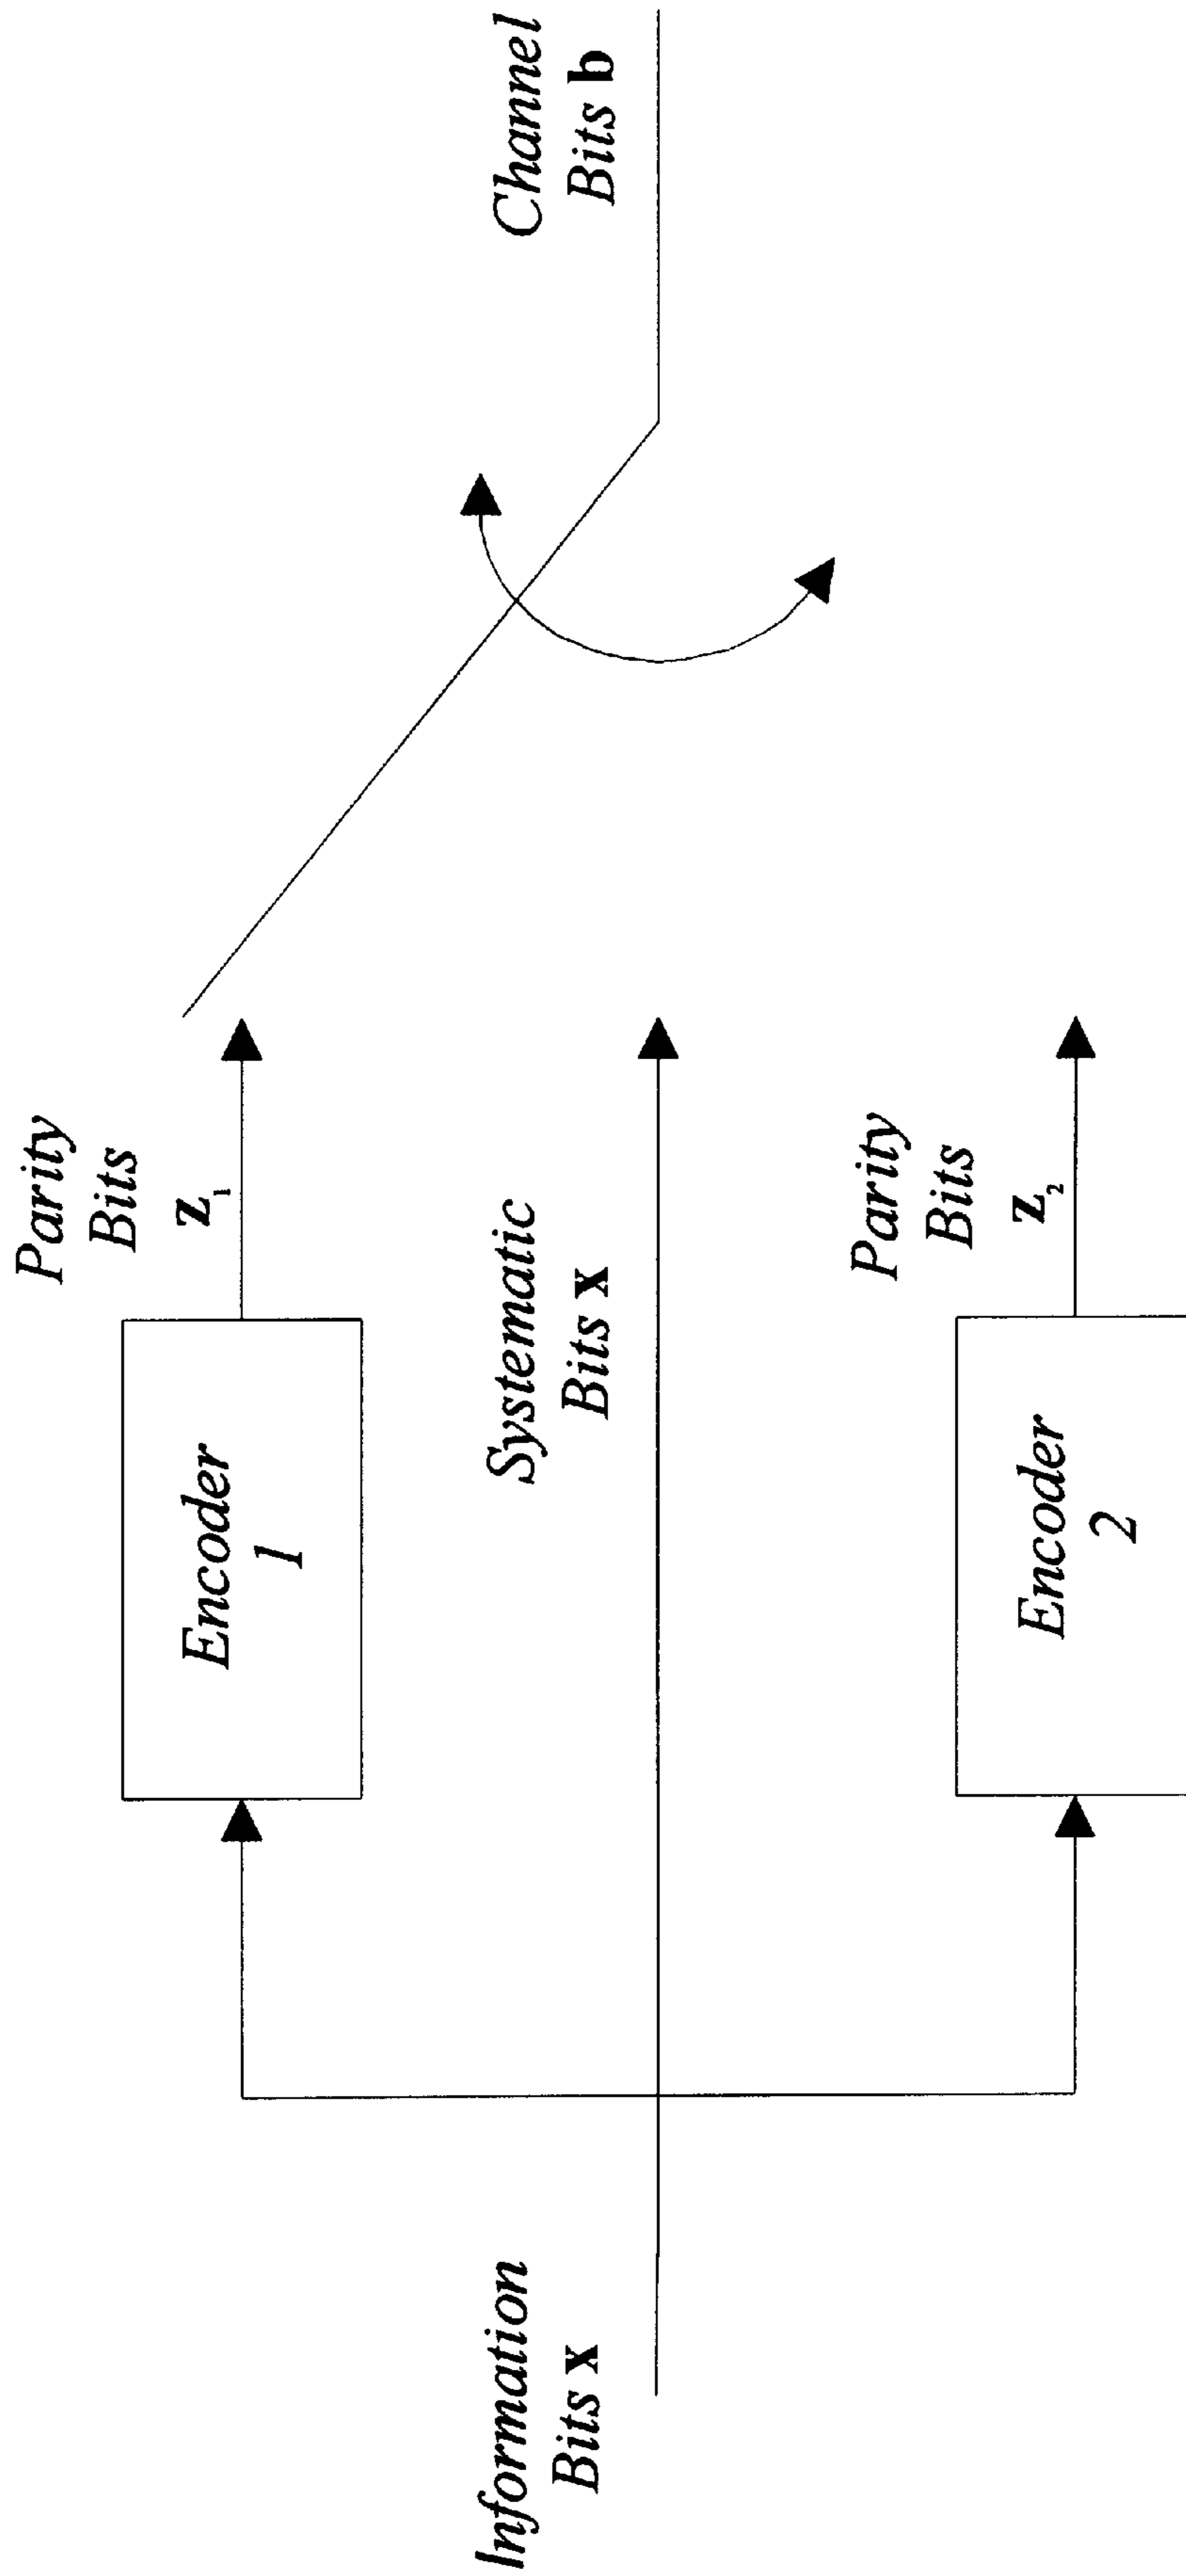 Information
Bits x
Encoder
1
Parity
Bits
z₁
Systematic
Bits x
Encoder
2
Parity
Bits
z₂
Channel
Bits b